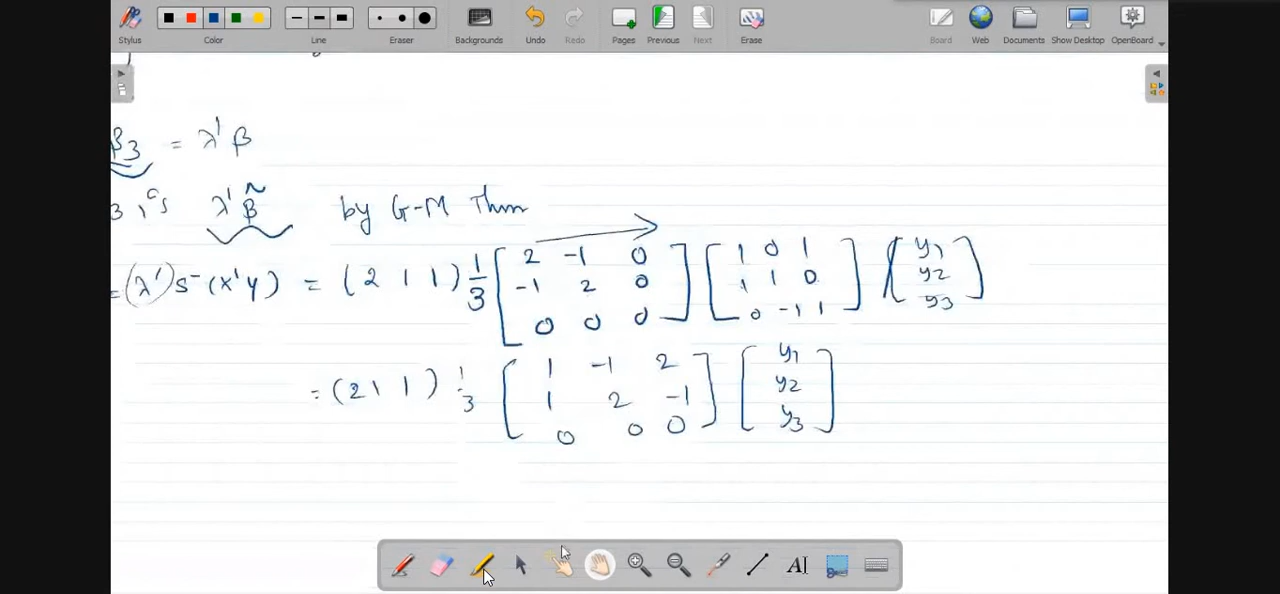 Stylus Color Line Eraser Backgrounds Undo Redo Pages Previous Next Erase Board Web Documents Show Desktop OpenBoard
β3 = λ' β
is λ' β̃ by G-M Thm
= (λ') S⁻ (x'y) = (2 1 1) 1/3 [2 -1 0; -1 2 0; 0 0 0] [1 0 1; 1 1 0; 0 -1 1] [y1; y2; y3]
= (2 1 1) 1/3 [1 -1 2; 1 2 -1; 0 0 0] [y1; y2; y3]
AI